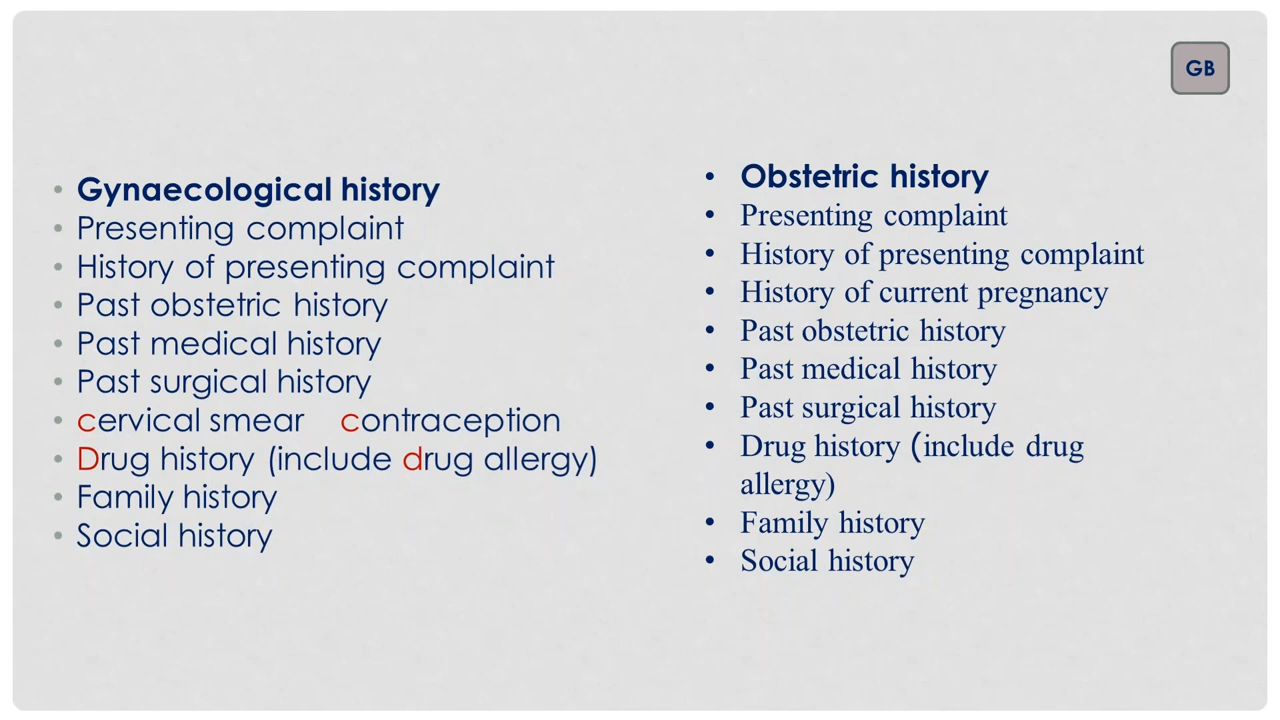 GB
• Gynaecological history
• Presenting complaint
• History of presenting complaint
• Past obstetric history
• Past medical history
• Past surgical history
• cervical smear contraception
• Drug history (include drug allergy)
• Family history
• Social history
• Obstetric history
• Presenting complaint
• History of presenting complaint
• History of current pregnancy
• Past obstetric history
• Past medical history
• Past surgical history
• Drug history (include drug
allergy)
• Family history
• Social history